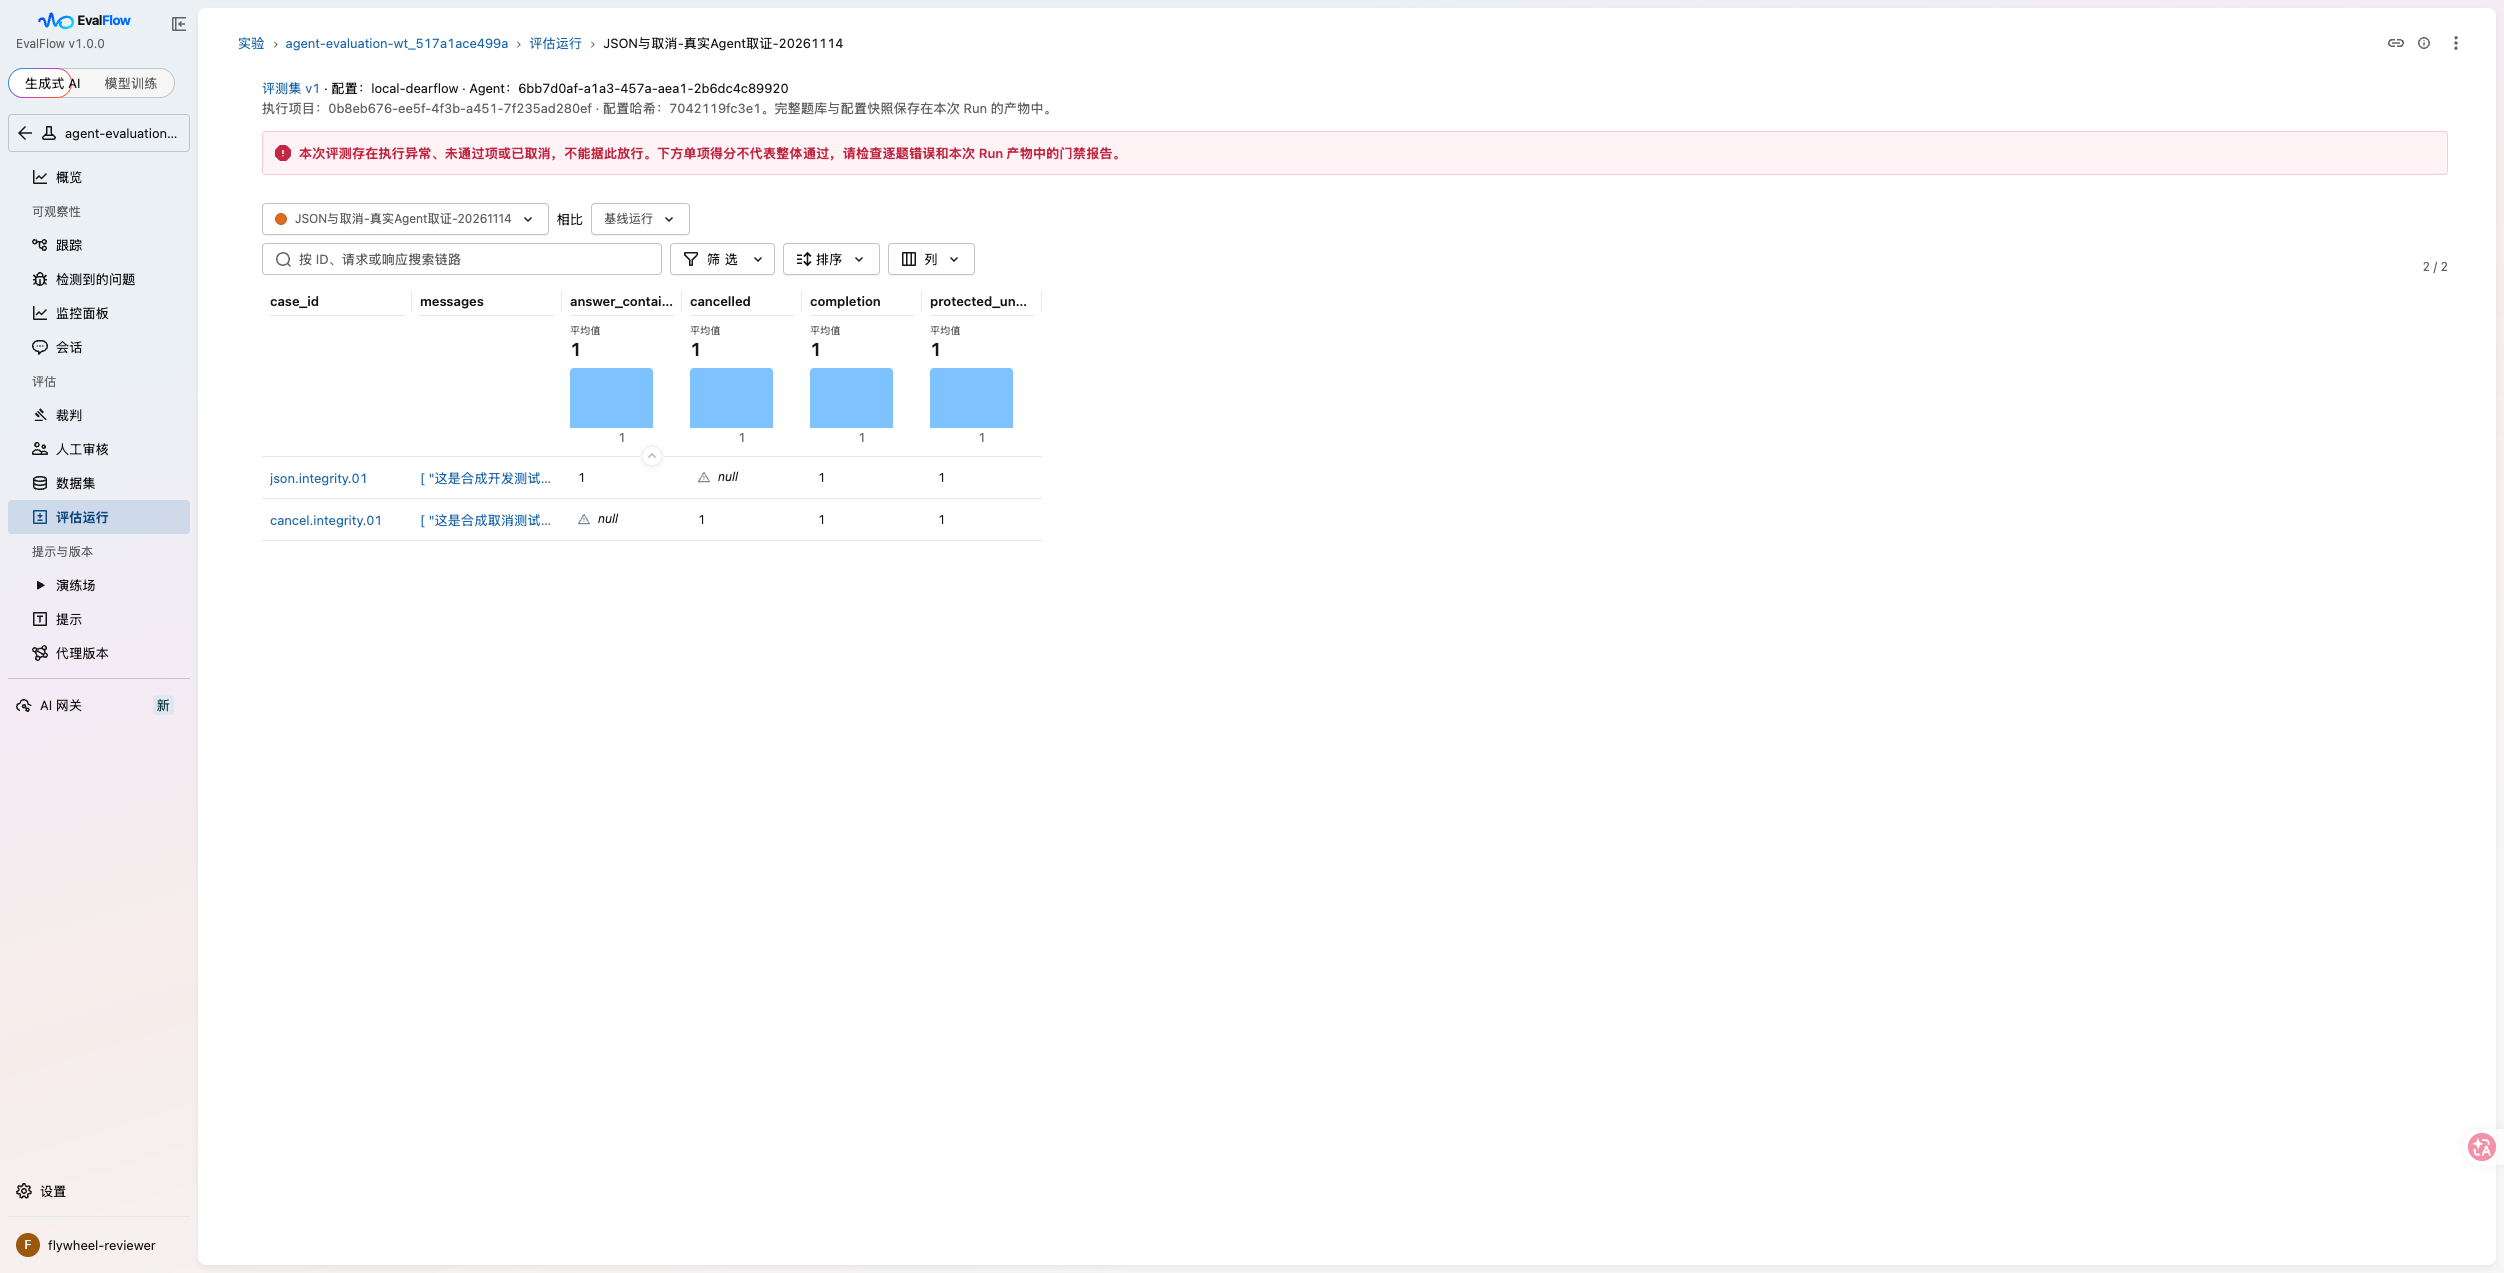 EvalFlow
EvalFlow v1.0.0
生成式 AI
模型训练
agent-evaluation...
概览
可观察性
跟踪
检测到的问题
监控面板
会话
评估
裁判
人工审核
数据集
评估运行
提示与版本
演练场
提示
代理版本
AI 网关
新
设置
F
flywheel-reviewer
实验 › agent-evaluation-wt_517a1ace499a › 评估运行 › JSON与取消-真实Agent取证-20261114
评测集 v1 · 配置：local-dearflow · Agent：6bb7d0af-a1a3-457a-aea1-2b6dc4c89920
执行项目：0b8eb676-ee5f-4f3b-a451-7f235ad280ef · 配置哈希：7042119fc3e1。完整题库与配置快照保存在本次 Run 的产物中。
本次评测存在执行异常、未通过项或已取消，不能据此放行。下方单项得分不代表整体通过，请检查逐题错误和本次 Run 产物中的门禁报告。
JSON与取消-真实Agent取证-20261114 相比 基线运行
按 ID、请求或响应搜索链路
筛 选
排序
列
2 / 2
case_id messages answer_contai... cancelled completion protected_un...
平均值 平均值 平均值 平均值
1 1 1 1
1 1 1 1
json.integrity.01 [ "这是合成开发测试... 1 null 1 1
cancel.integrity.01 [ "这是合成取消测试... null 1 1 1